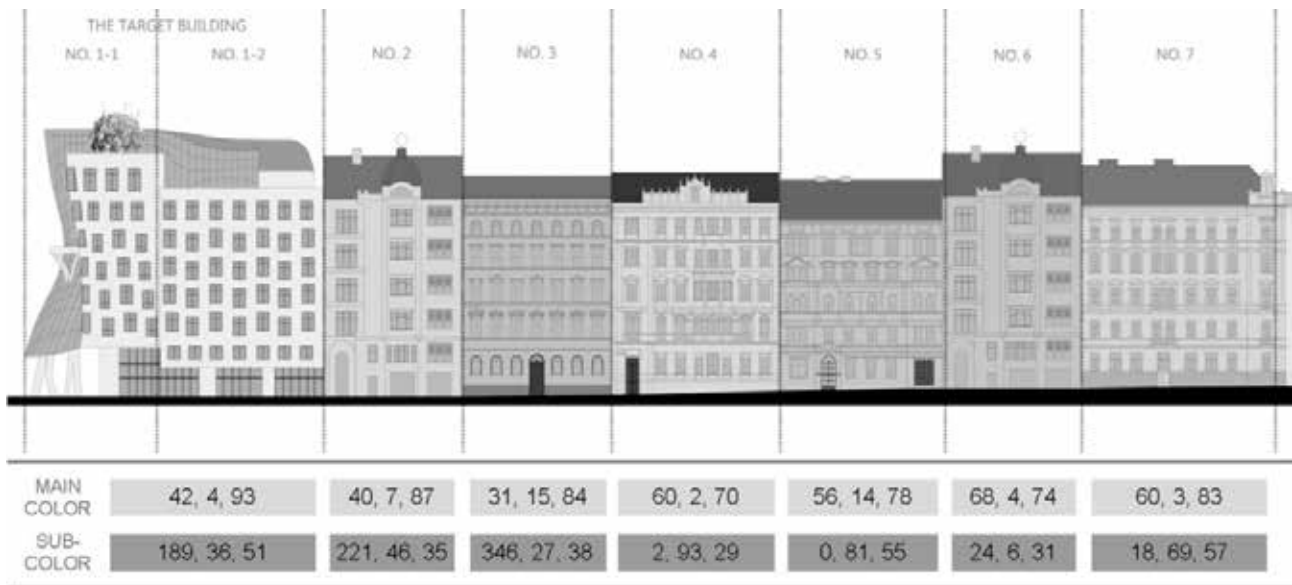 THE TARGET BUILDING
NO. 1-1 NO. 1-2 NO. 2 NO. 3 NO. 4 NO. 5 NO. 6 NO. 7
MAIN COLOR 42, 4, 93 40, 7, 87 31, 15, 84 60, 2, 70 56, 14, 78 68, 4, 74 60, 3, 83
SUB-COLOR 189, 36, 51 221, 46, 35 346, 27, 38 2, 93, 29 0, 81, 55 24, 6, 31 18, 69, 57